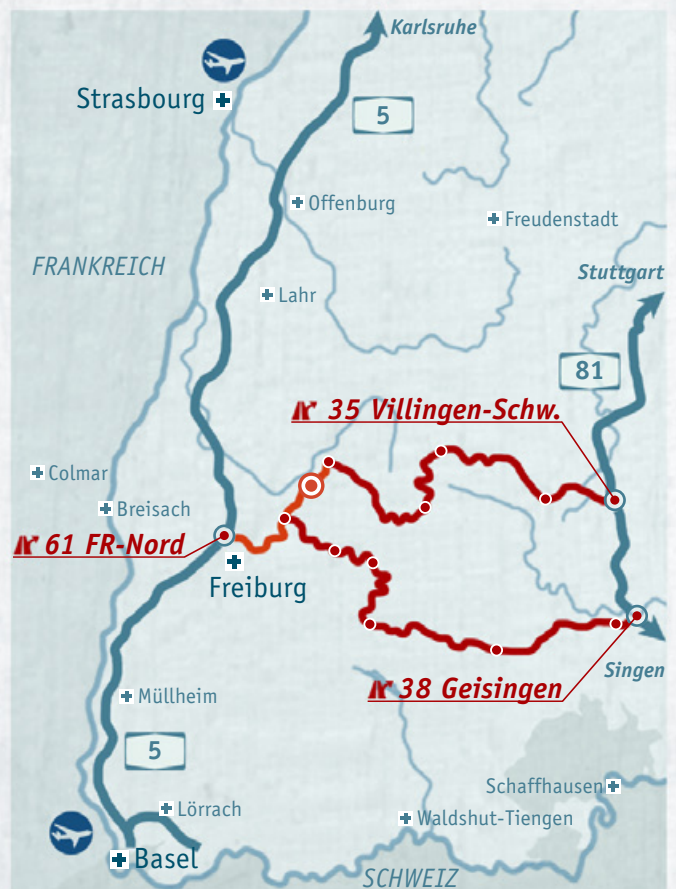 Karlsruhe
Strasbourg
5
Offenburg
Freudenstadt
FRANKREICH
Stuttgart
Lahr
81
35 Villingen-Schw.
Colmar
Breisach
61 FR-Nord
Freiburg
Singen
38 Geisingen
Müllheim
5
Schaffhausen
Lörrach
Waldshut-Tiengen
Basel
SCHWEIZ